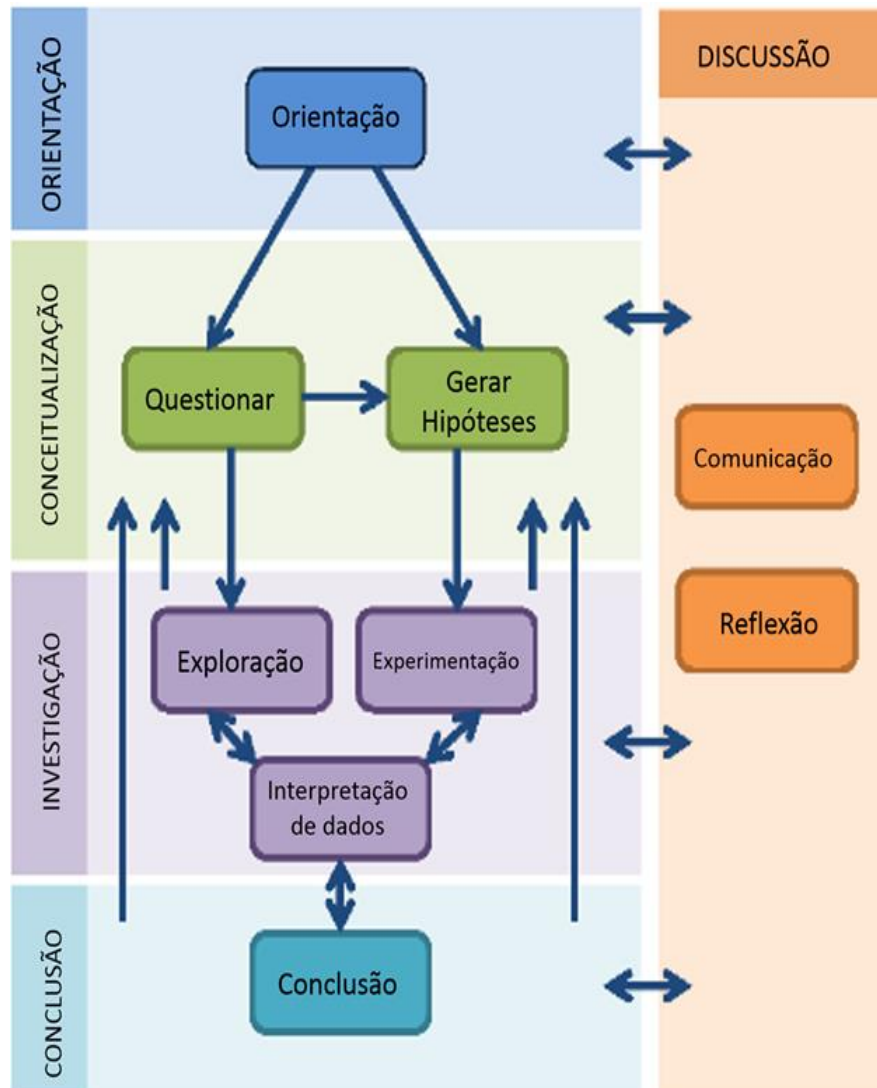 ORIENTAÇÃO
Orientação
CONCEITUALIZAÇÃO
Questionar
Gerar
Hipóteses
INVESTIGAÇÃO
Exploração
Experimentação
Interpretação
de dados
CONCLUSÃO
Conclusão
DISCUSSÃO
Comunicação
Reflexão